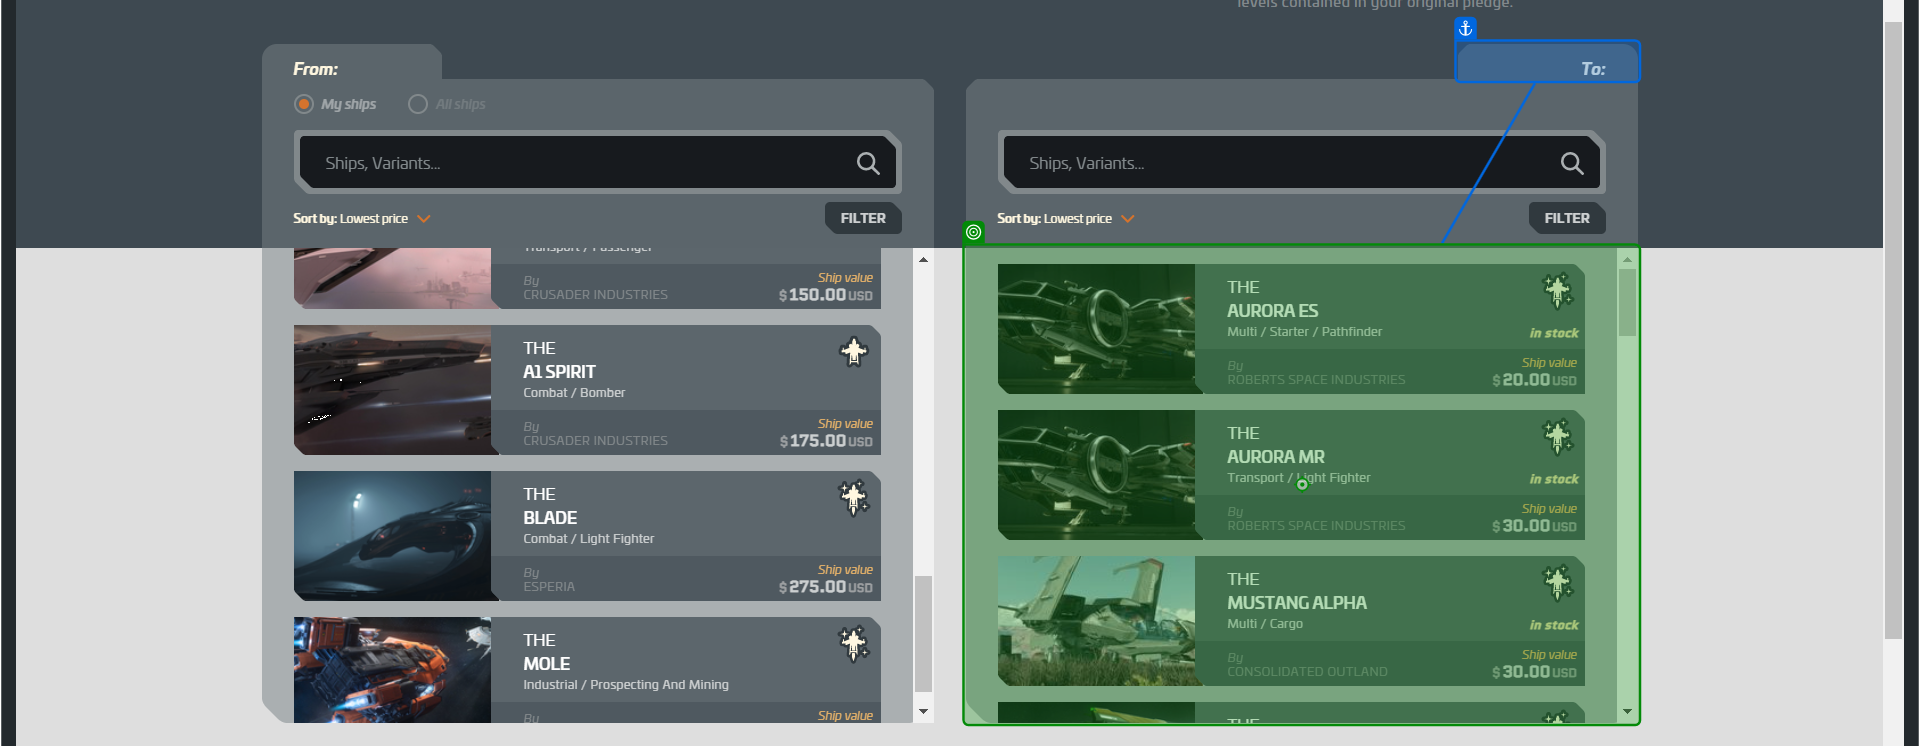 levels contained in your original pledge.
From:
My ships
All ships
Ships, Variants...
Sort by: Lowest price
FILTER
Transport / Passenger
By
CRUSADER INDUSTRIES
Ship value
$150.00 USD
THE
A1 SPIRIT
Combat / Bomber
By
CRUSADER INDUSTRIES
Ship value
$175.00 USD
THE
BLADE
Combat / Light Fighter
By
ESPERIA
Ship value
$275.00 USD
THE
MOLE
Industrial / Prospecting And Mining
By
Ship value
To:
Ships, Variants...
Sort by: Lowest price
FILTER
THE
AURORA ES
Multi / Starter / Pathfinder
in stock
By
ROBERTS SPACE INDUSTRIES
Ship value
$20.00 USD
THE
AURORA MR
Transport / Light Fighter
in stock
By
ROBERTS SPACE INDUSTRIES
Ship value
$30.00 USD
THE
MUSTANG ALPHA
Multi / Cargo
in stock
By
CONSOLIDATED OUTLAND
Ship value
$30.00 USD
THE